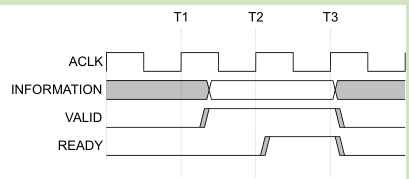 T1 T2 T3
ACLK
INFORMATION
VALID
READY